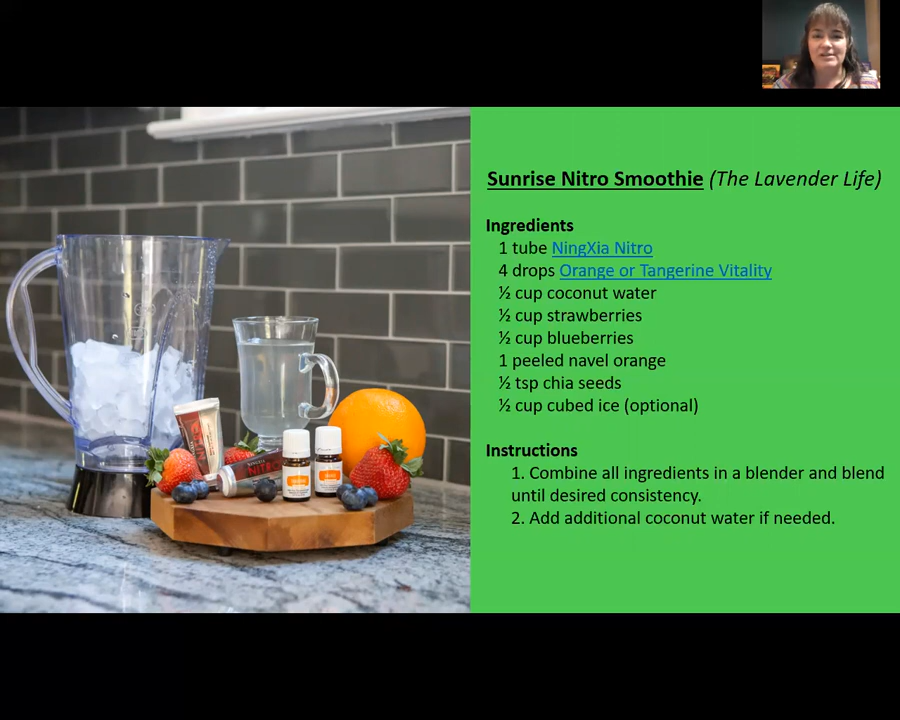 Sunrise Nitro Smoothie (The Lavender Life)
Ingredients
1 tube NingXia Nitro
4 drops Orange or Tangerine Vitality
½ cup coconut water
½ cup strawberries
½ cup blueberries
1 peeled navel orange
½ tsp chia seeds
½ cup cubed ice (optional)
Instructions
1. Combine all ingredients in a blender and blend
until desired consistency.
2. Add additional coconut water if needed.
NITRO